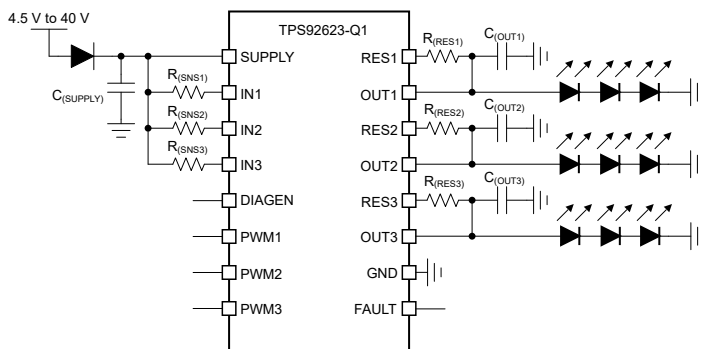 4.5 V to 40 V
TPS92623-Q1
C(SUPPLY)
R(SNS1)
R(SNS2)
R(SNS3)
SUPPLY
IN1
IN2
IN3
DIAGEN
PWM1
PWM2
PWM3
RES1
OUT1
RES2
OUT2
RES3
OUT3
GND
FAULT
R(RES1)
C(OUT1)
R(RES2)
C(OUT2)
R(RES3)
C(OUT3)